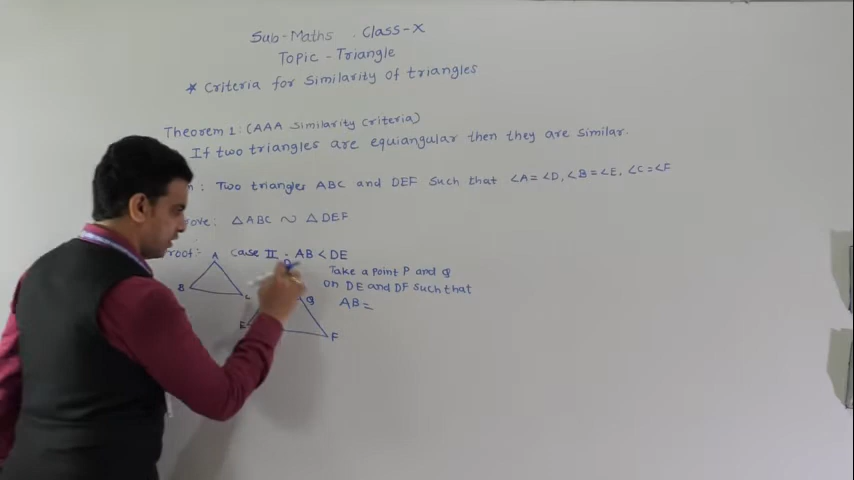 Sub-Maths . Class-X
Topic - Triangle
* Criteria for Similarity of triangles
Theorem 1: (AAA Similarity Criteria)
If two triangles are equiangular then they are similar.
: Two triangles ABC and DEF Such that ∠A = ∠D, ∠B = ∠E, ∠C = ∠F
rove: △ABC ~ △DEF
roof:- Case II - AB < DE
A
B
C
D
Q
E
F
Take a point P and Q
on DE and DF such that
AB =